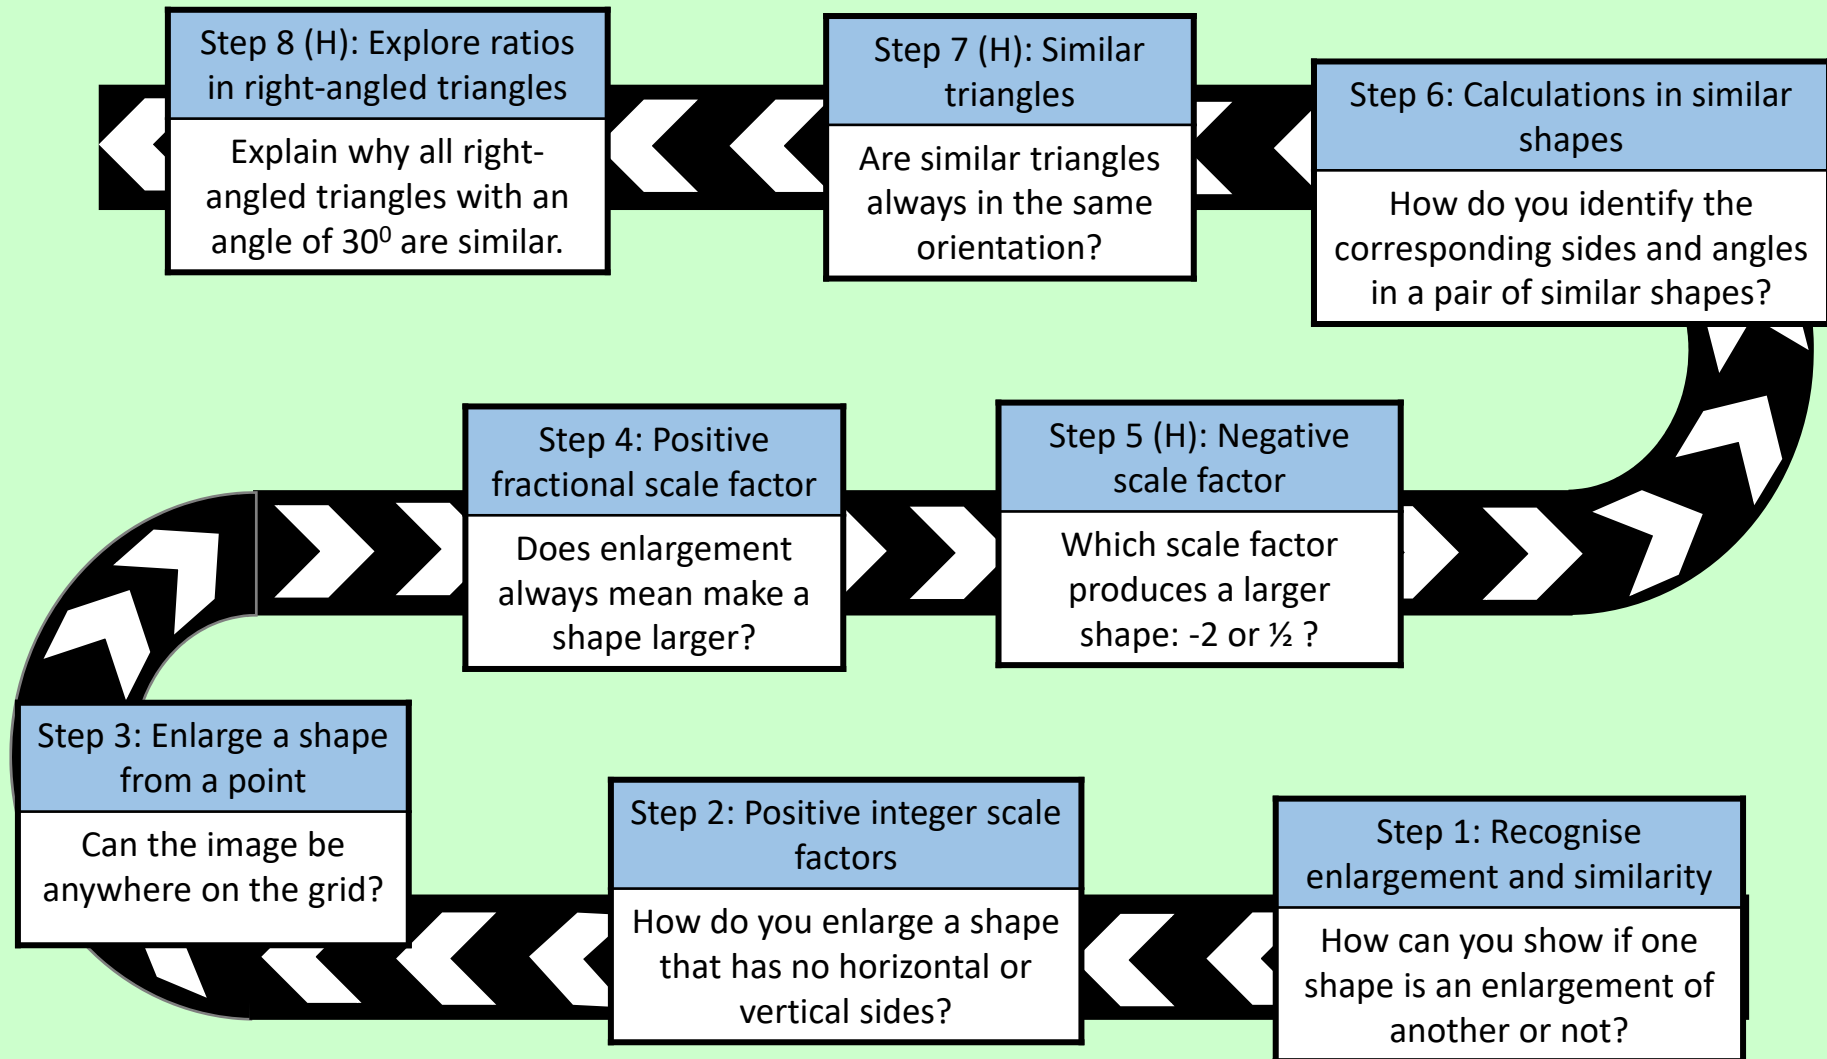 Step 8 (H): Explore ratios
in right-angled triangles
Explain why all right-
angled triangles with an
angle of 30⁰ are similar.
Step 7 (H): Similar
triangles
Are similar triangles
always in the same
orientation?
Step 6: Calculations in similar
shapes
How do you identify the
corresponding sides and angles
in a pair of similar shapes?
Step 4: Positive
fractional scale factor
Does enlargement
always mean make a
shape larger?
Step 5 (H): Negative
scale factor
Which scale factor
produces a larger
shape: -2 or ½ ?
Step 3: Enlarge a shape
from a point
Can the image be
anywhere on the grid?
Step 2: Positive integer scale
factors
How do you enlarge a shape
that has no horizontal or
vertical sides?
Step 1: Recognise
enlargement and similarity
How can you show if one
shape is an enlargement of
another or not?